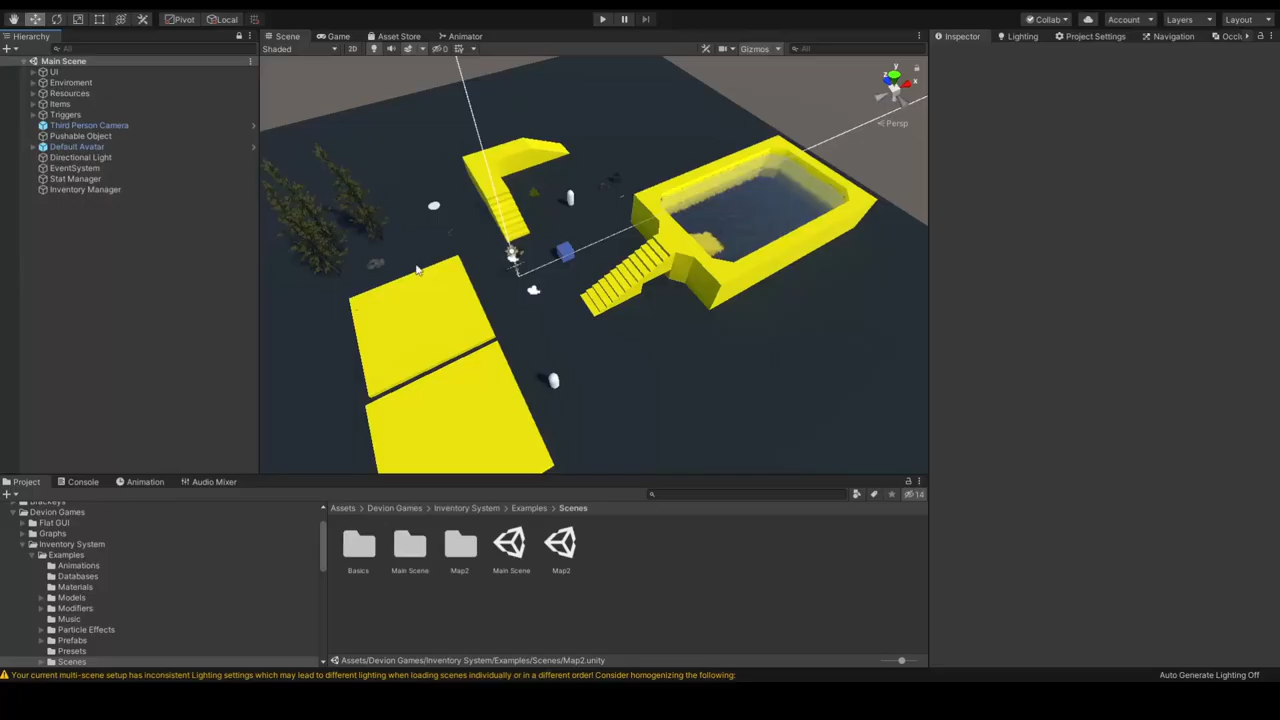 Pivot Local Collab Account Layers Layout
Hierarchy Scene Game Asset Store Animator Inspector Lighting Project Settings Navigation Occlu
All Shaded 2D 0 Gizmos All
Main Scene
UI
Enviroment
Resources
Items
Triggers
Third Person Camera
Pushable Object
Default Avatar
Directional Light
EventSystem
Stat Manager
Inventory Manager
y
x
z
Persp
Project Console Animation Audio Mixer
14
Devion Games
Flat GUI
Graphs
Inventory System
Examples
Animations
Databases
Materials
Models
Modifiers
Music
Particle Effects
Prefabs
Presets
Scenes
Assets > Devion Games > Inventory System > Examples > Scenes
Basics Main Scene Map2 Main Scene Map2
Assets/Devion Games/Inventory System/Examples/Scenes/Map2.unity
Your current multi-scene setup has inconsistent Lighting settings which may lead to different lighting when loading scenes individually or in a different order! Consider homogenizing the following:
Auto Generate Lighting Off